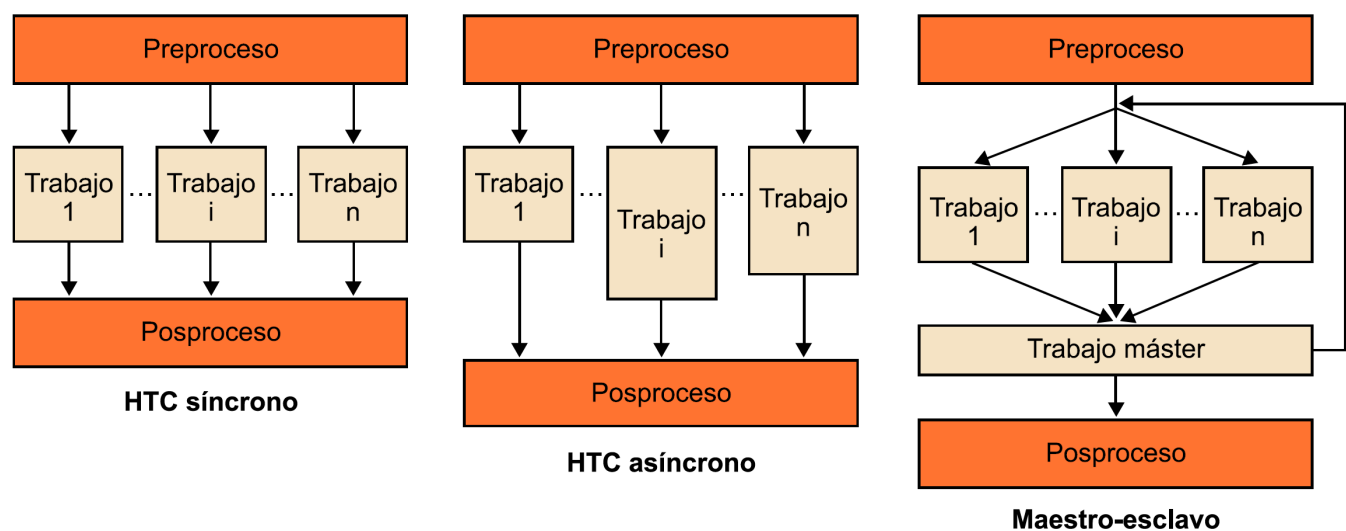 Preproceso
Trabajo
1
...
Trabajo
i
...
Trabajo
n
Posproceso
HTC síncrono
Preproceso
Trabajo
1
...
Trabajo
i
...
Trabajo
n
Posproceso
HTC asíncrono
Preproceso
Trabajo
1
...
Trabajo
i
...
Trabajo
n
Trabajo máster
Posproceso
Maestro-esclavo